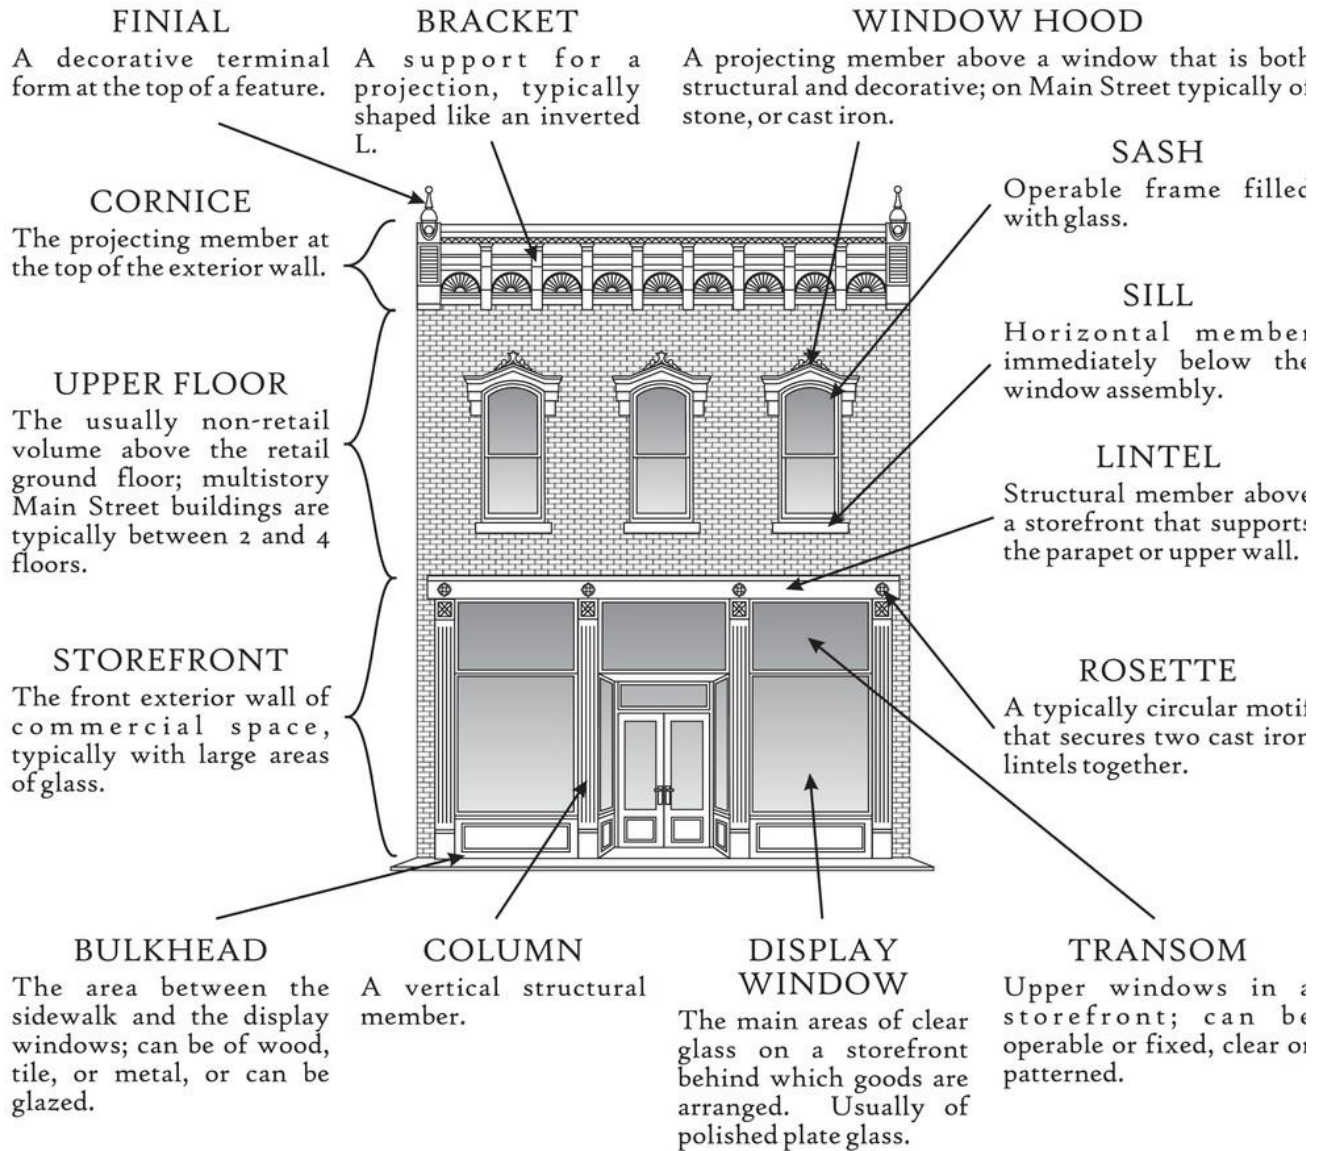 FINIAL
A decorative terminal
form at the top of a feature.
BRACKET
A support for a
projection, typically
shaped like an inverted
L.
WINDOW HOOD
A projecting member above a window that is both
structural and decorative; on Main Street typically of
stone, or cast iron.
SASH
Operable frame filled
with glass.
CORNICE
The projecting member at
the top of the exterior wall.
SILL
Horizontal member
immediately below the
window assembly.
UPPER FLOOR
The usually non-retail
volume above the retail
ground floor; multistory
Main Street buildings are
typically between 2 and 4
floors.
LINTEL
Structural member above
a storefront that supports
the parapet or upper wall.
STOREFRONT
The front exterior wall of
commercial space,
typically with large areas
of glass.
ROSETTE
A typically circular motif
that secures two cast iron
lintels together.
BULKHEAD
The area between the
sidewalk and the display
windows; can be of wood,
tile, or metal, or can be
glazed.
COLUMN
A vertical structural
member.
DISPLAY
WINDOW
The main areas of clear
glass on a storefront
behind which goods are
arranged. Usually of
polished plate glass.
TRANSOM
Upper windows in a
storefront; can be
operable or fixed, clear or
patterned.